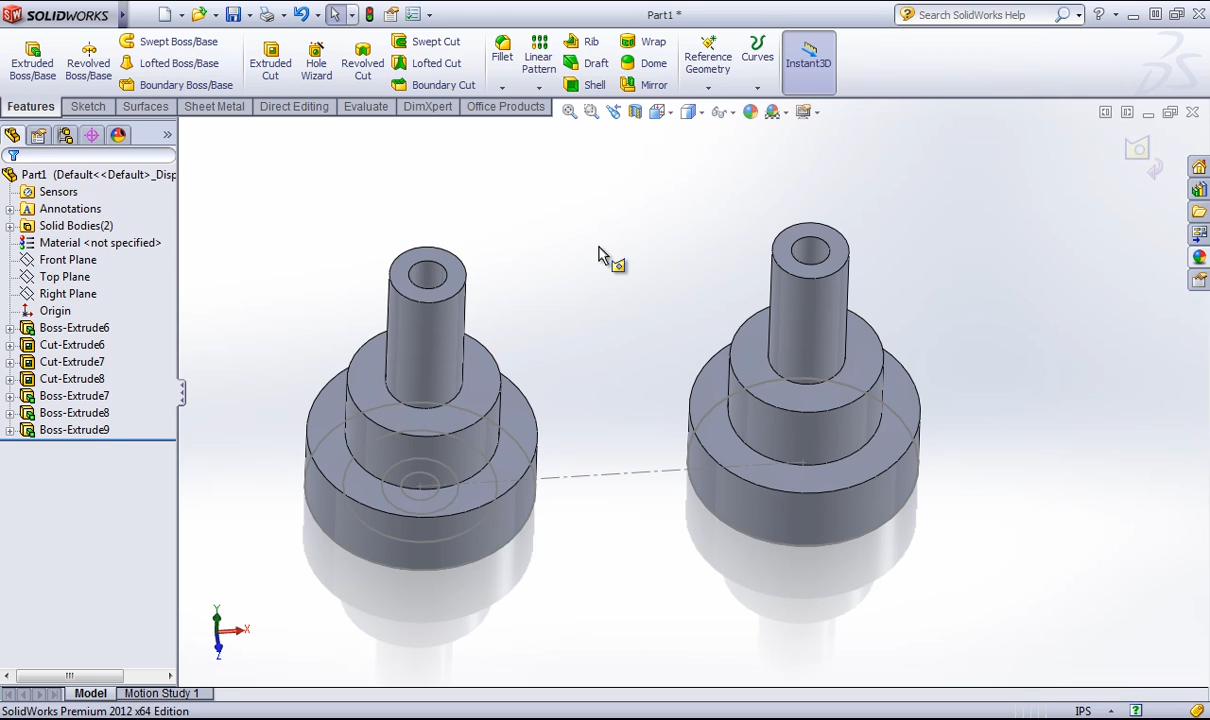 SOLIDWORKS
Part1 *
Search SolidWorks Help
Extruded Boss/Base
Revolved Boss/Base
Swept Boss/Base
Lofted Boss/Base
Boundary Boss/Base
Extruded Cut
Hole Wizard
Revolved Cut
Swept Cut
Lofted Cut
Boundary Cut
Fillet
Linear Pattern
Rib
Draft
Shell
Wrap
Dome
Mirror
Reference Geometry
Curves
Instant3D
Features
Sketch
Surfaces
Sheet Metal
Direct Editing
Evaluate
DimXpert
Office Products
Part1 (Default<<Default>_Disp
Sensors
Annotations
Solid Bodies(2)
Material <not specified>
Front Plane
Top Plane
Right Plane
Origin
Boss-Extrude6
Cut-Extrude6
Cut-Extrude7
Cut-Extrude8
Boss-Extrude7
Boss-Extrude8
Boss-Extrude9
Y
X
Z
Model
Motion Study 1
SolidWorks Premium 2012 x64 Edition
IPS